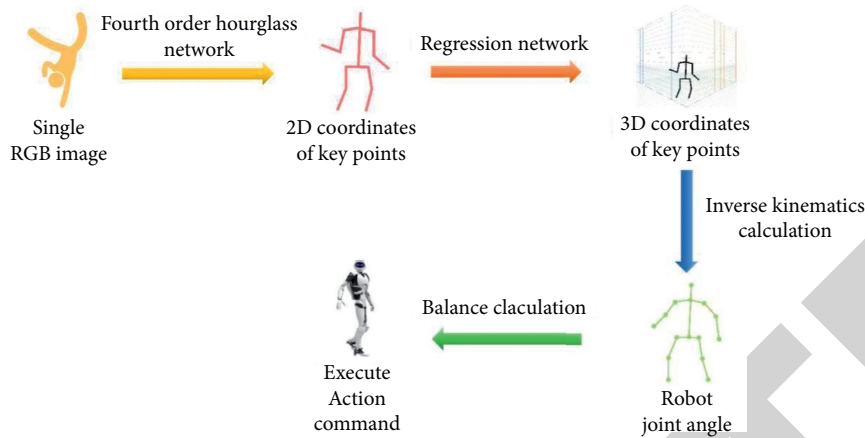 Fourth order hourglass
network
Regression network
Single
RGB image
2D coordinates
of key points
3D coordinates
of key points
Inverse kinematics
calculation
Balance claculation
Execute
Action
command
Robot
joint angle